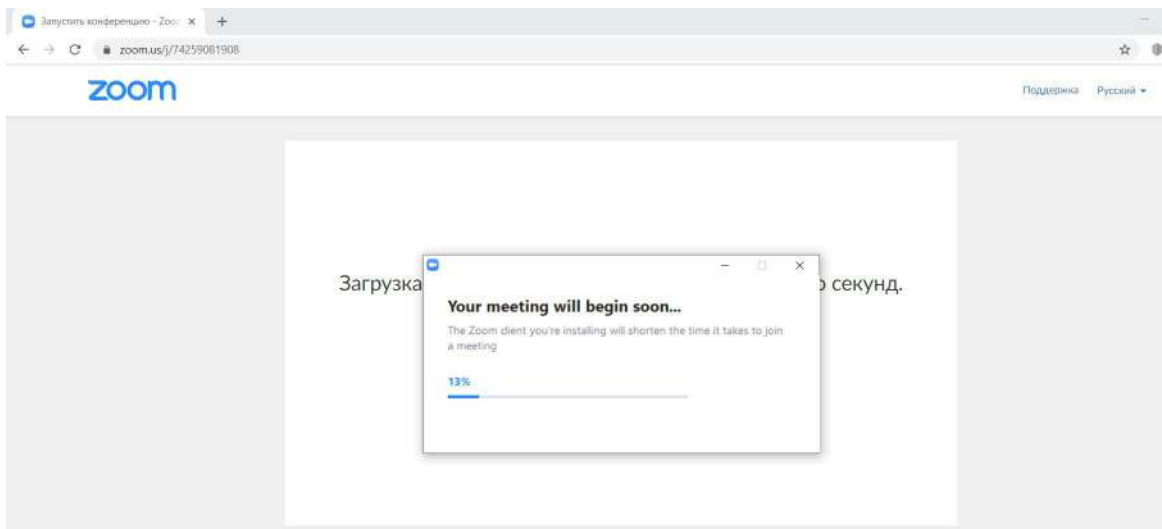 Запустить конференцию - Zoo
zoom.us/j/74259081908
zoom
Поддержка Русский
Загрузка
секунд.
Your meeting will begin soon...
The Zoom client you're installing will shorten the time it takes to join
a meeting
13%